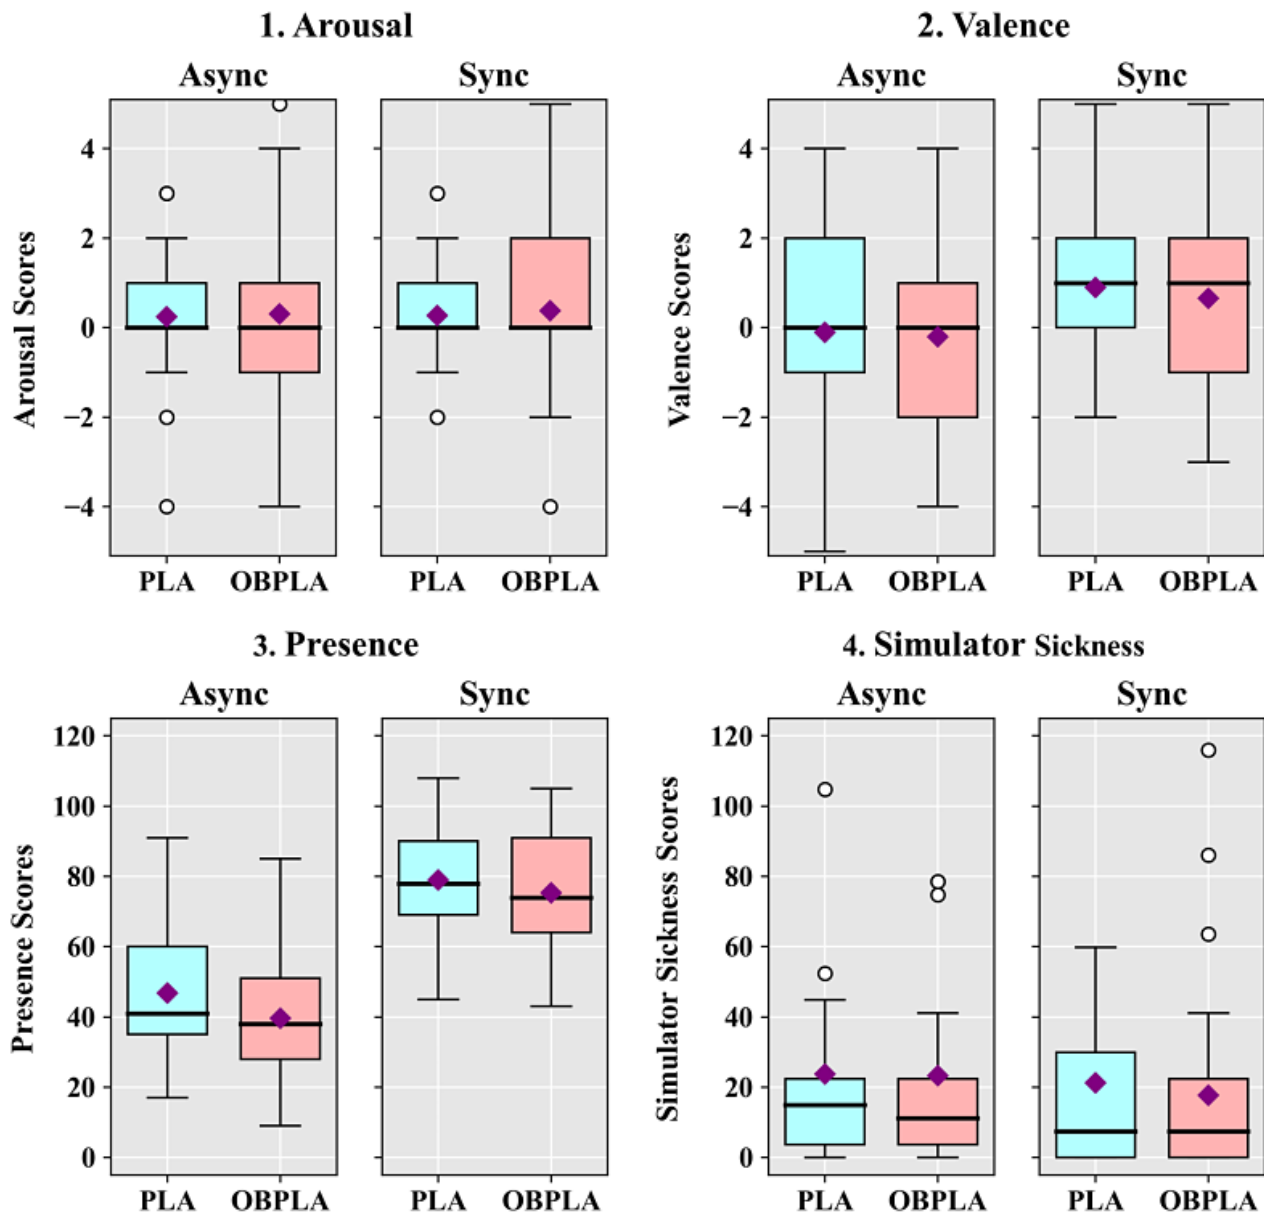 1. Arousal
Async Sync
Arousal Scores
4
2
0
−2
−4
PLA OBPLA PLA OBPLA
2. Valence
Async Sync
Valence Scores
4
2
0
−2
−4
PLA OBPLA PLA OBPLA
3. Presence
Async Sync
Presence Scores
120
100
80
60
40
20
0
PLA OBPLA PLA OBPLA
4. Simulator Sickness
Async Sync
Simulator Sickness Scores
120
100
80
60
40
20
0
PLA OBPLA PLA OBPLA